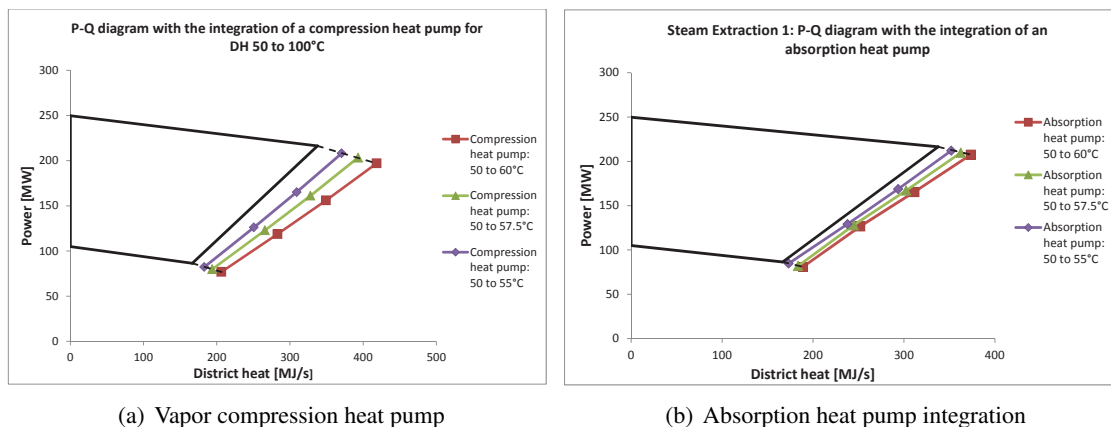 P-Q diagram with the integration of a compression heat pump for
DH 50 to 100°C
300
250
200
150
100
50
0
Power [MW]
0 100 200 300 400 500
District heat [MJ/s]
Compression
heat pump:
50 to 60°C
Compression
heat pump:
50 to 57.5°C
Compression
heat pump:
50 to 55°C
(a) Vapor compression heat pump
Steam Extraction 1: P-Q diagram with the integration of an
absorption heat pump
300
250
200
150
100
50
0
Power [MW]
0 100 200 300 400
District heat [MJ/s]
Absorption
heat pump:
50 to 60°C
Absorption
heat pump:
50 to 57.5°C
Absorption
heat pump:
50 to 55°C
(b) Absorption heat pump integration